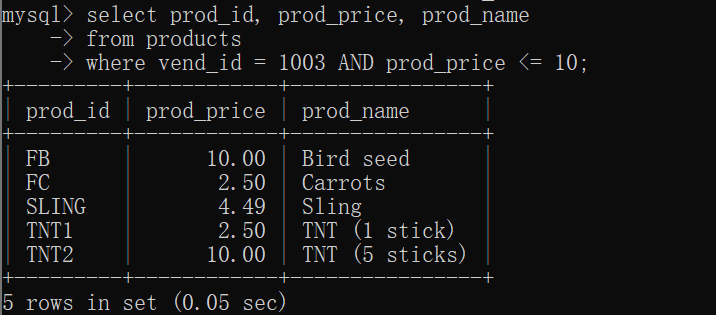 mysql> select prod_id, prod_price, prod_name
    -> from products
    -> where vend_id = 1003 AND prod_price <= 10;
+---------+------------+----------------+
| prod_id | prod_price | prod_name      |
+---------+------------+----------------+
| FB      |      10.00 | Bird seed      |
| FC      |       2.50 | Carrots        |
| SLING   |       4.49 | Sling          |
| TNT1    |       2.50 | TNT (1 stick)  |
| TNT2    |      10.00 | TNT (5 sticks) |
+---------+------------+----------------+
5 rows in set (0.05 sec)